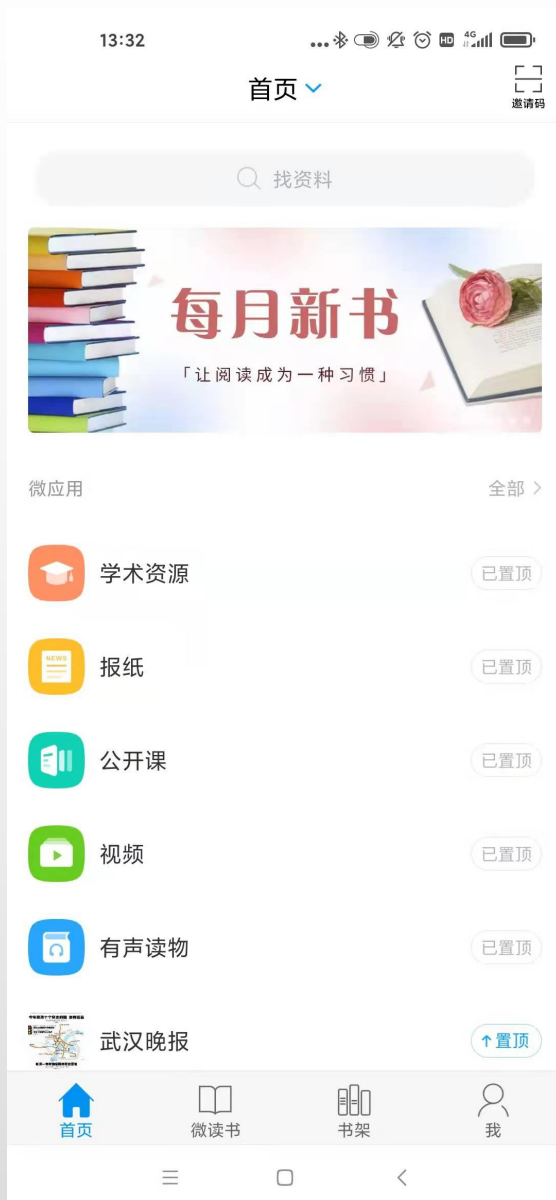 13:32
HD 4G
首页
邀请码
找资料
每月新书
「让阅读成为一种习惯」
微应用
全部
学术资源
已置顶
NEWS
报纸
已置顶
公开课
已置顶
视频
已置顶
有声读物
已置顶
武汉晚报
置顶
首页
微读书
书架
我